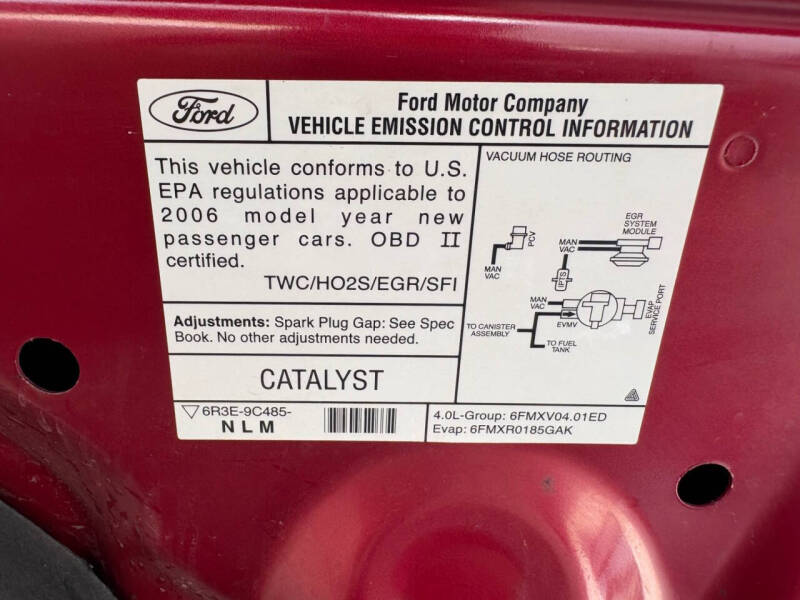 Ford
Ford Motor Company
VEHICLE EMISSION CONTROL INFORMATION
This vehicle conforms to U.S.
EPA regulations applicable to
2006 model year new
passenger cars. OBD II
certified.
TWC/HO2S/EGR/SFI
Adjustments: Spark Plug Gap: See Spec
Book. No other adjustments needed.
CATALYST
6R3E-9C485-
NLM
VACUUM HOSE ROUTING
PCV
MAN
VAC
EGR
SYSTEM
MODULE
MAN
VAC
IPTS
MAN
VAC
EVAP
SERVICE PORT
EVMV
TO CANISTER
ASSEMBLY
TO FUEL
TANK
4.0L-Group: 6FMXV04.01ED
Evap: 6FMXR0185GAK